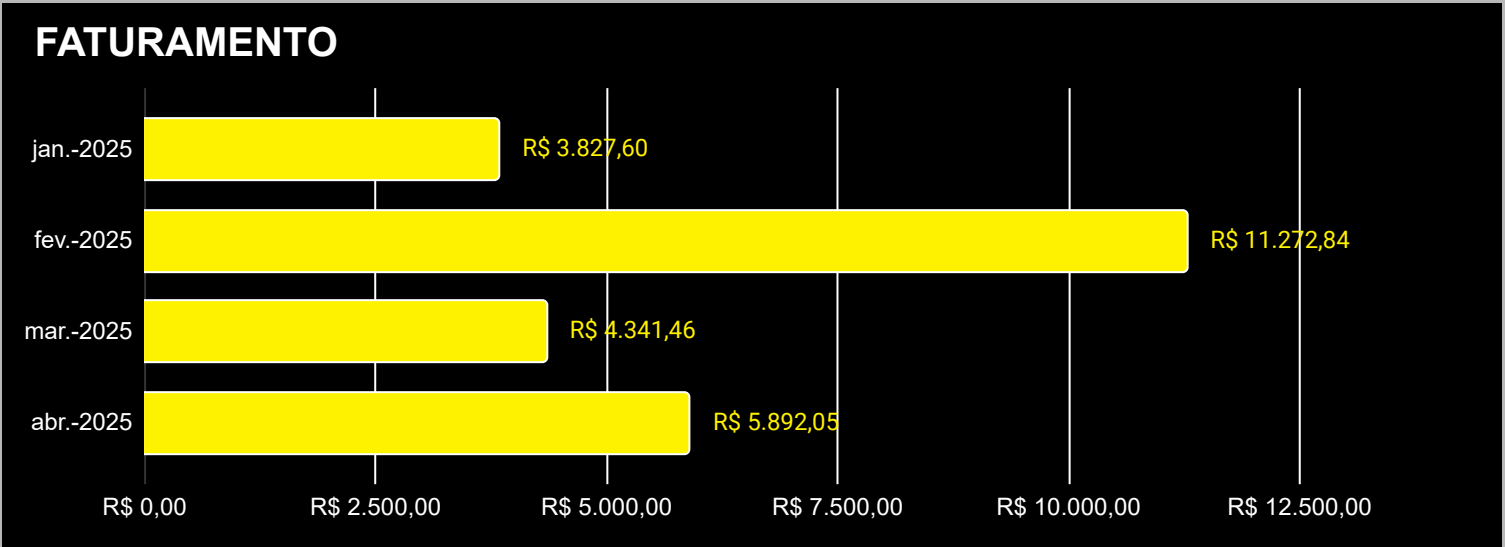 FATURAMENTO
jan.-2025 R$ 3.827,60
fev.-2025 R$ 11.272,84
mar.-2025 R$ 4.341,46
abr.-2025 R$ 5.892,05
R$ 0,00 R$ 2.500,00 R$ 5.000,00 R$ 7.500,00 R$ 10.000,00 R$ 12.500,00